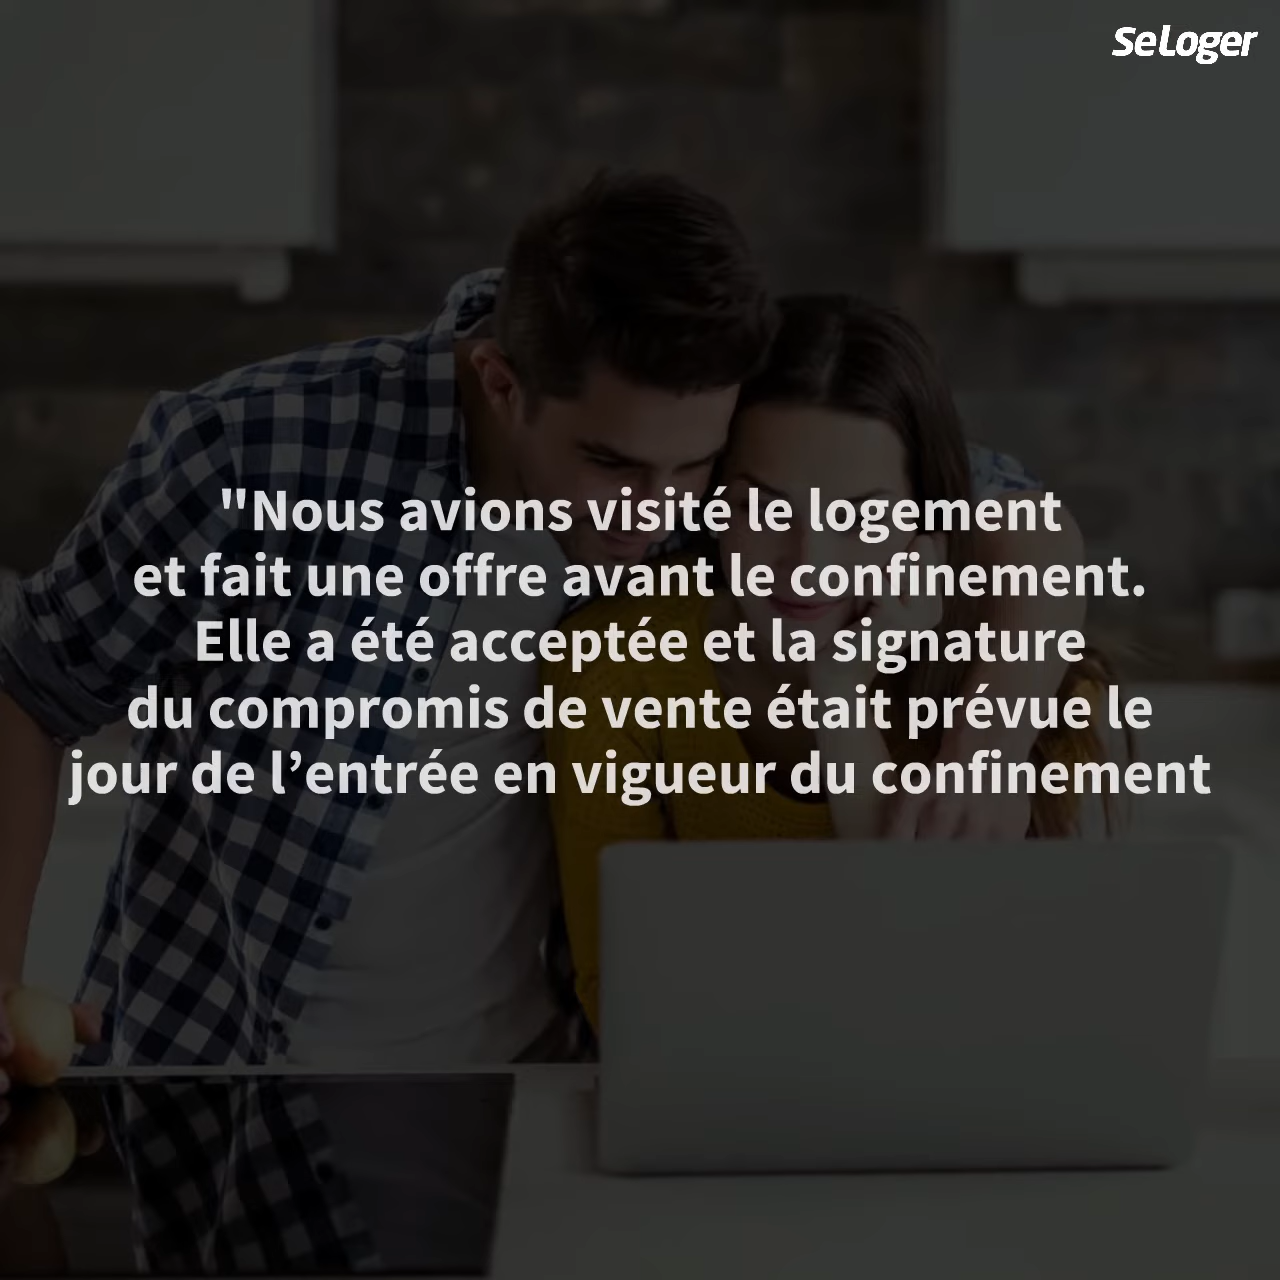 SeLoger
"Nous avions visité le logement
et fait une offre avant le confinement.
Elle a été acceptée et la signature
du compromis de vente était prévue le
jour de l’entrée en vigueur du confinement